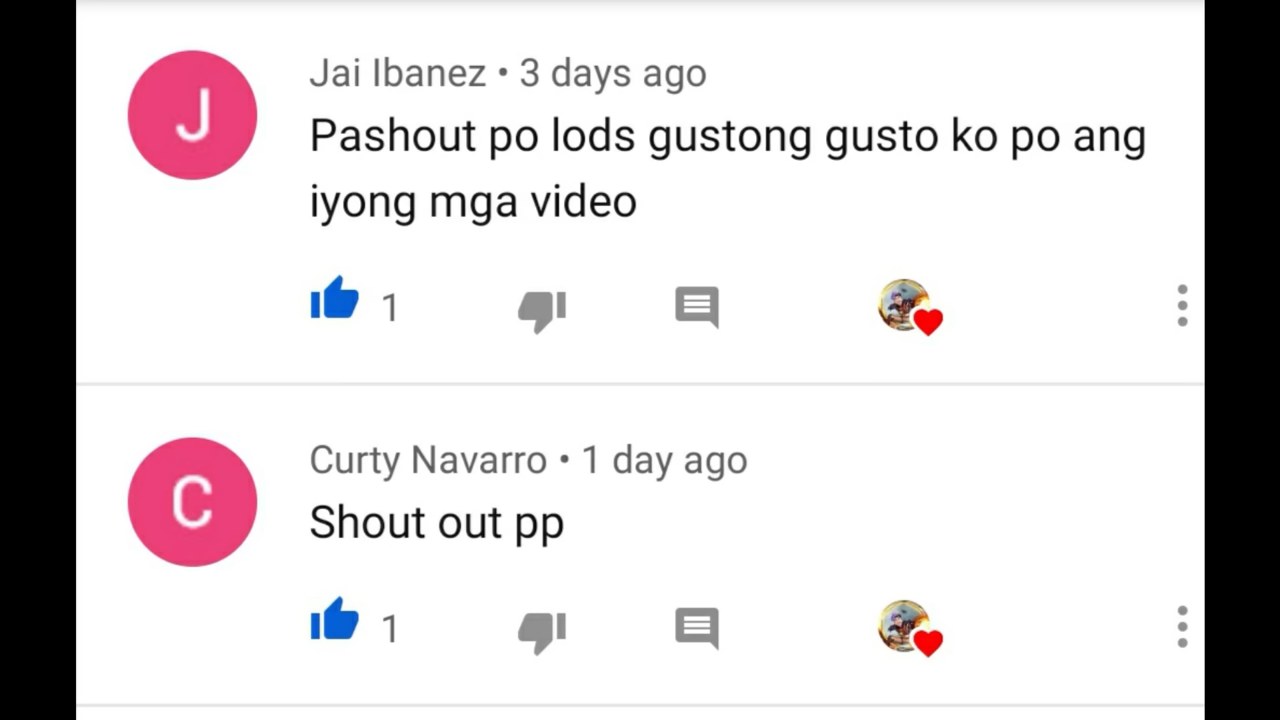 J
Jai Ibanez • 3 days ago
Pashout po lods gustong gusto ko po ang
iyong mga video
1
C
Curty Navarro • 1 day ago
Shout out pp
1